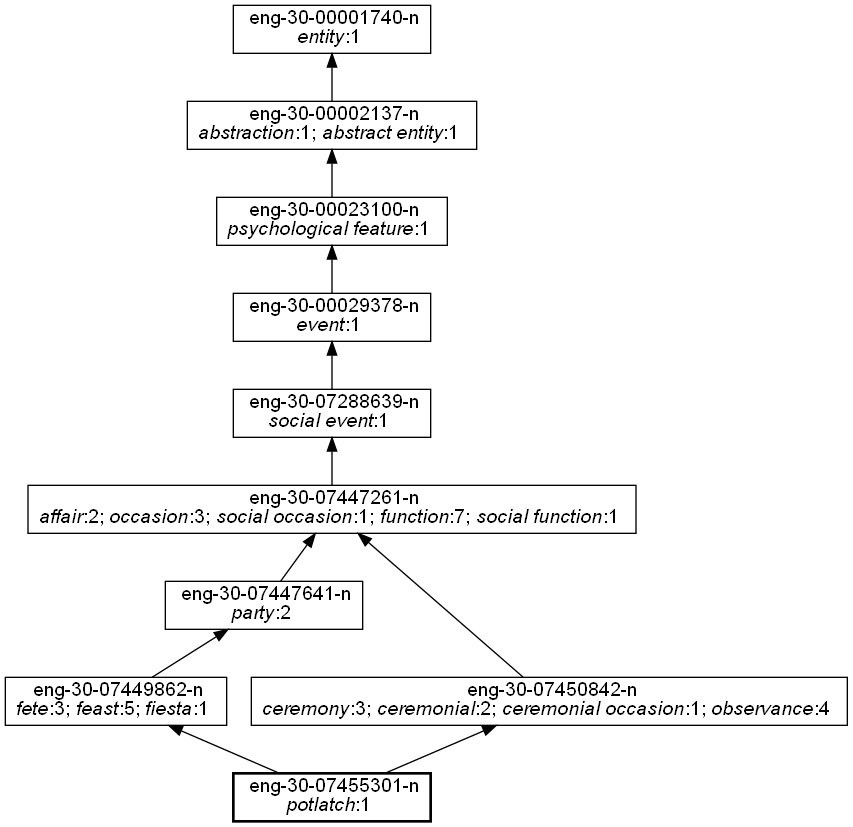 eng-30-00001740-n
entity:1
eng-30-00002137-n
abstraction:1; abstract entity:1
eng-30-00023100-n
psychological feature:1
eng-30-00029378-n
event:1
eng-30-07288639-n
social event:1
eng-30-07447261-n
affair:2; occasion:3; social occasion:1; function:7; social function:1
eng-30-07447641-n
party:2
eng-30-07449862-n
fete:3; feast:5; fiesta:1
eng-30-07450842-n
ceremony:3; ceremonial:2; ceremonial occasion:1; observance:4
eng-30-07455301-n
potlatch:1